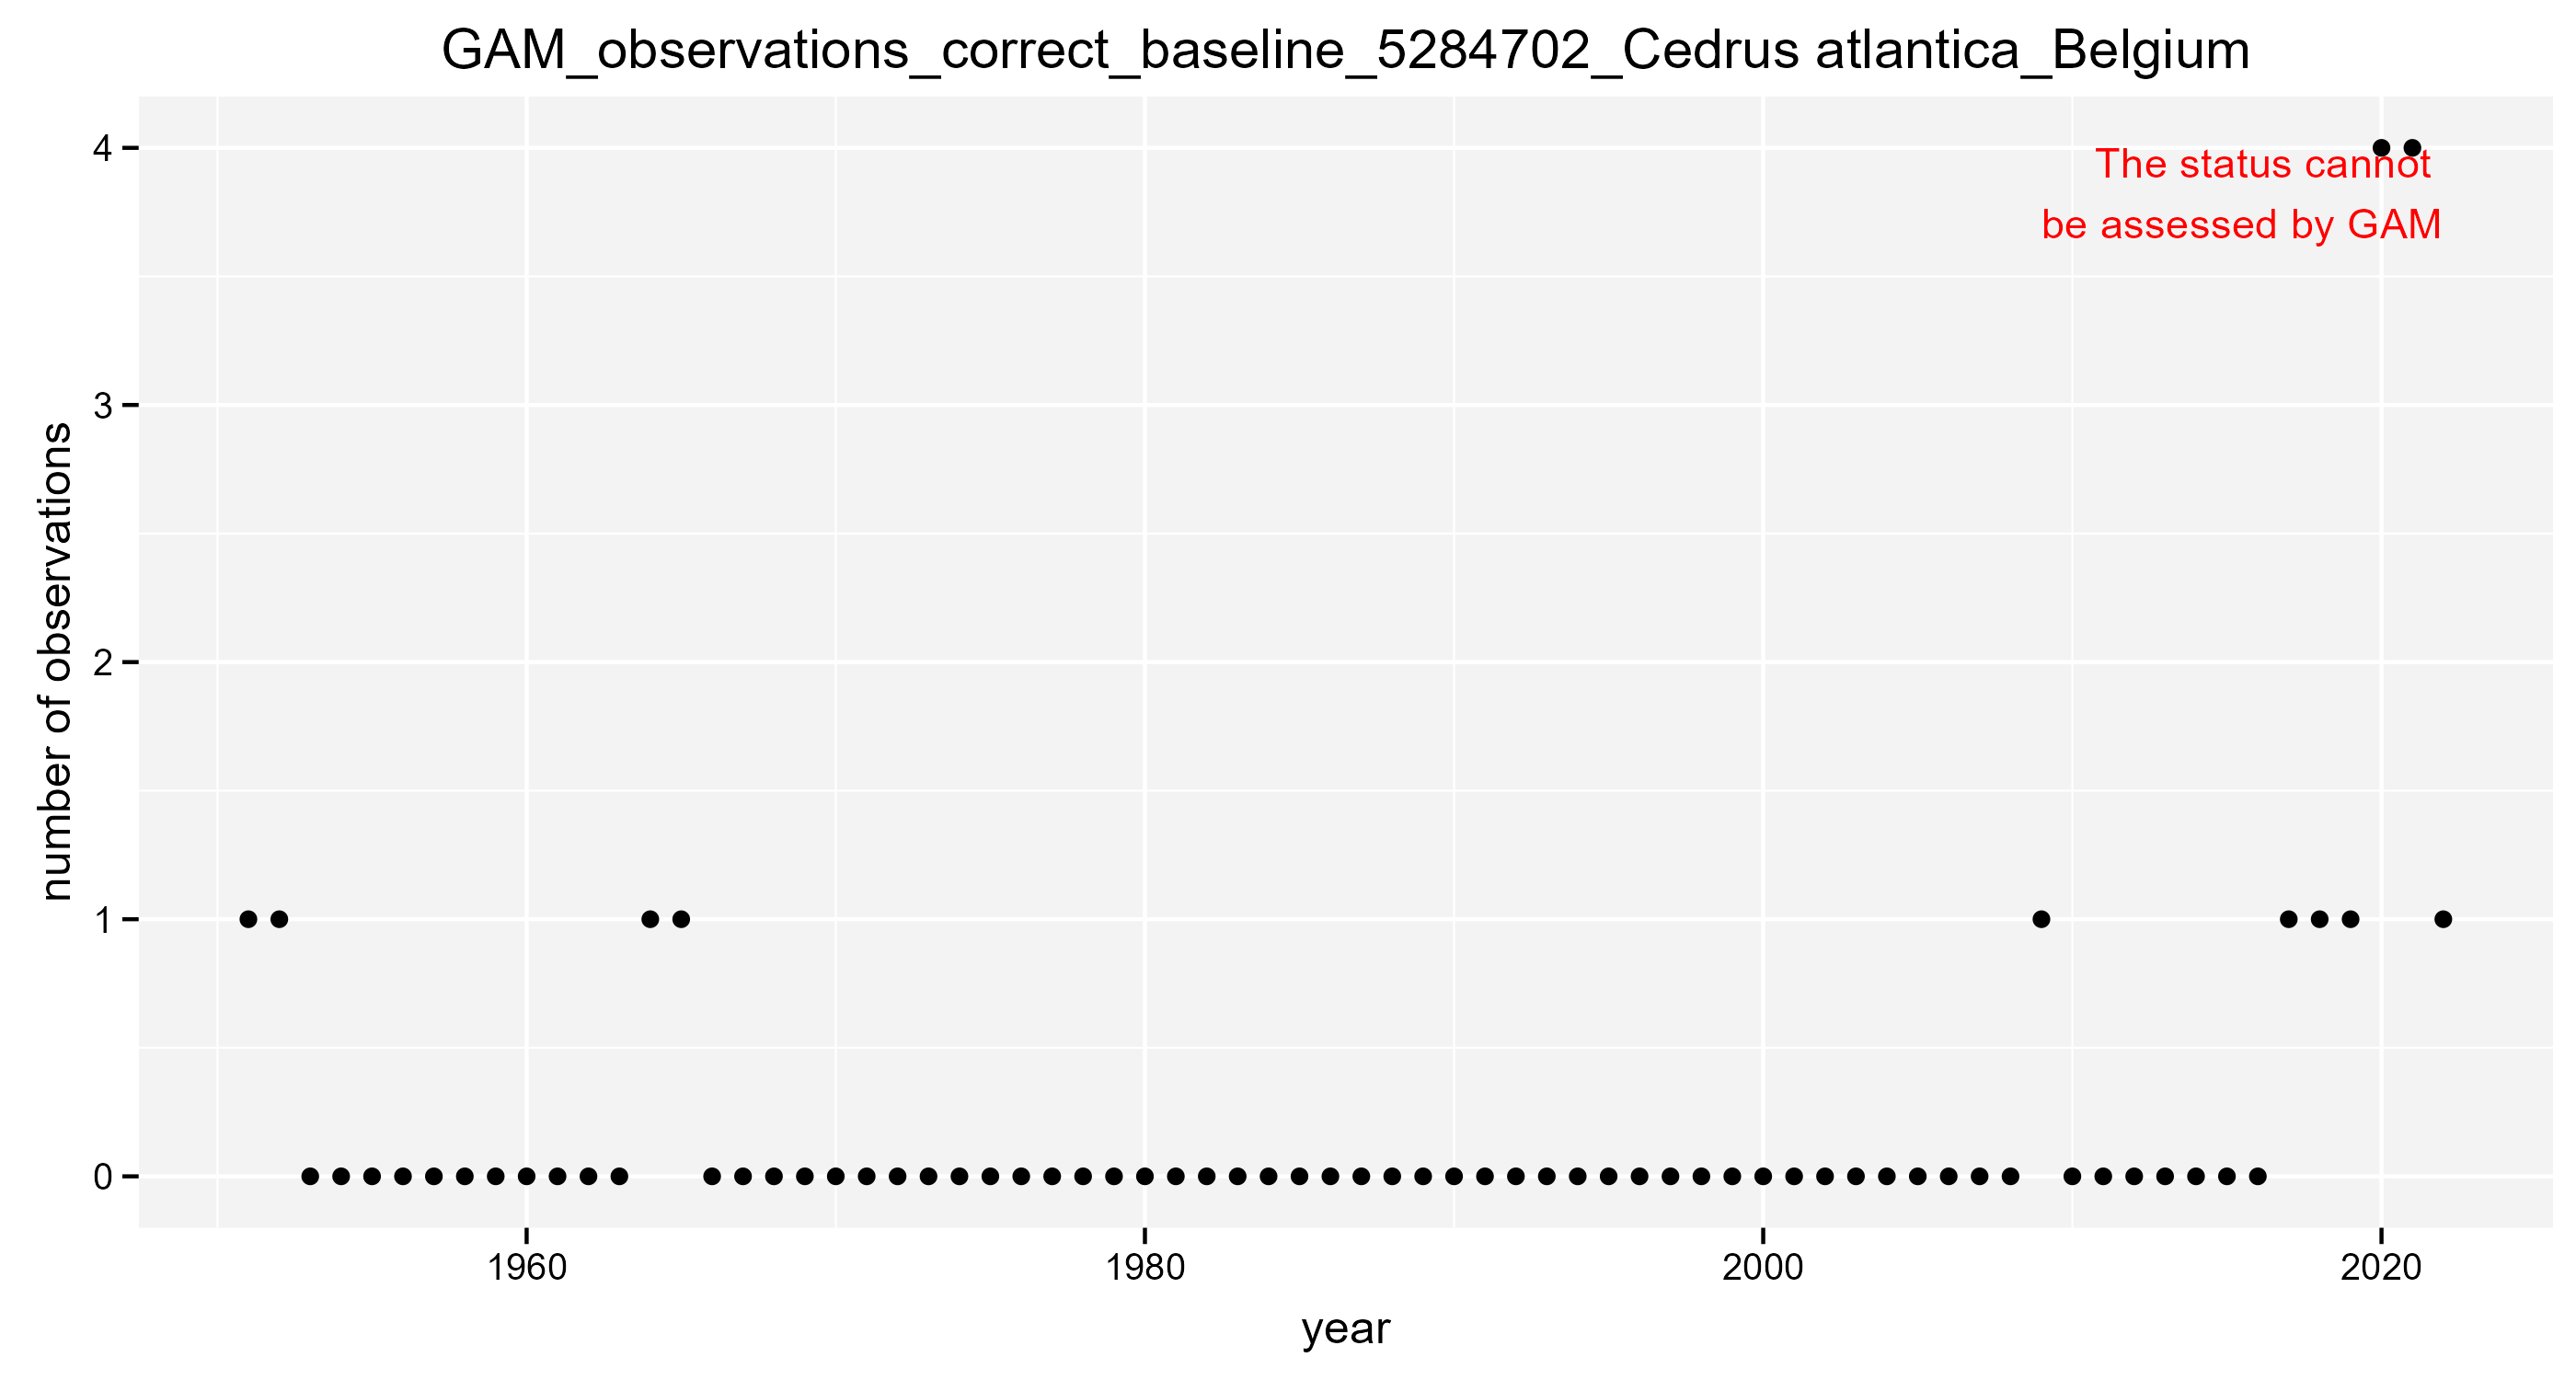 GAM_observations_correct_baseline_5284702_Cedrus atlantica_Belgium
4
The status cannot
be assessed by GAM
3
number of observations
2
1
0
1960
1980
2000
2020
year